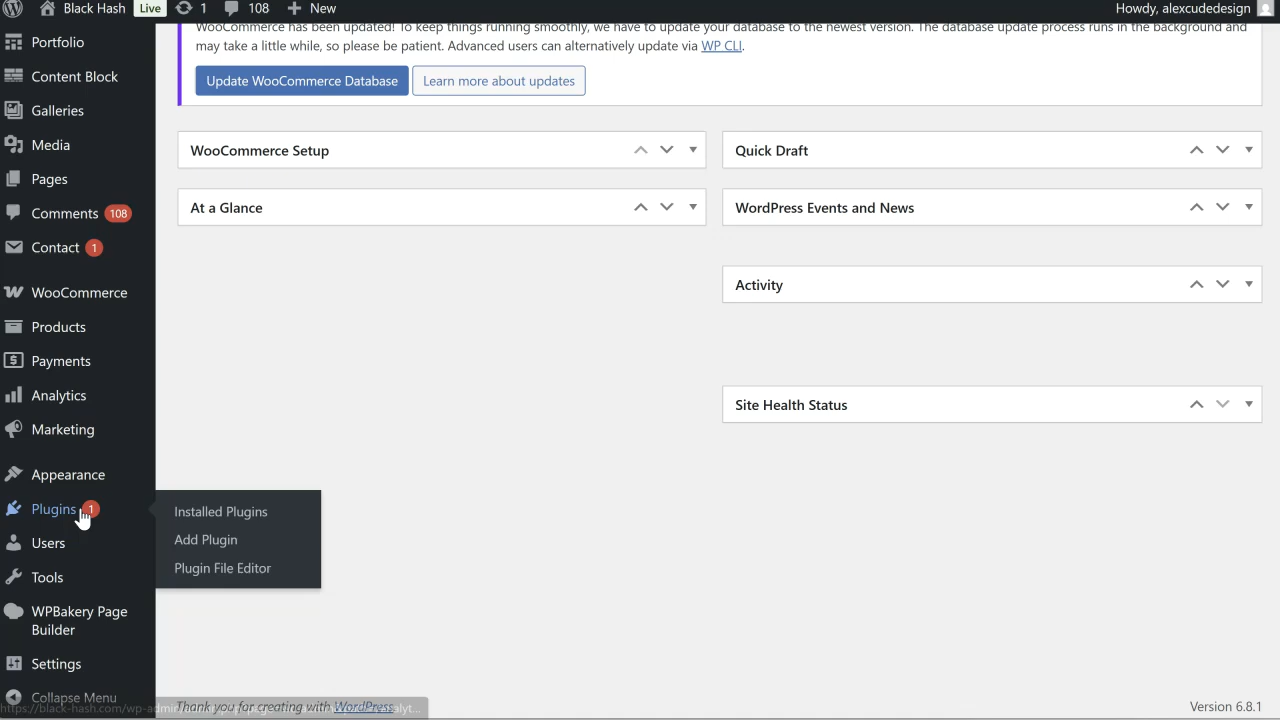 Black Hash Live 1 108 New Howdy, alexcudedesign
WooCommerce has been updated! To keep things running smoothly, we have to update your database to the newest version. The database update process runs in the background and
may take a little while, so please be patient. Advanced users can alternatively update via WP CLI.
Update WooCommerce Database Learn more about updates
Portfolio
Content Block
Galleries
Media
Pages
Comments 108
Contact 1
WooCommerce
Products
Payments
Analytics
Marketing
Appearance
Plugins 1
Users
Tools
WPBakery Page
Builder
Settings
Collapse Menu
Installed Plugins
Add Plugin
Plugin File Editor
WooCommerce Setup
At a Glance
Quick Draft
WordPress Events and News
Activity
Site Health Status
Thank you for creating with WordPress
Version 6.8.1